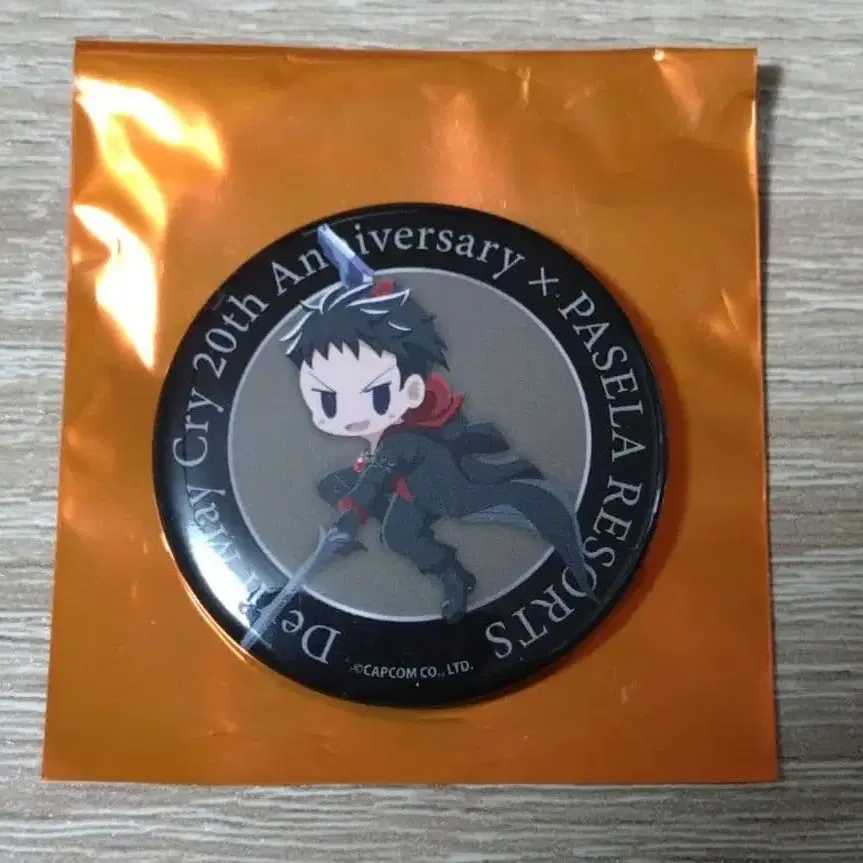 Devil May Cry 20th Anniversary × PASELA RESORTS
©CAPCOM CO., LTD.